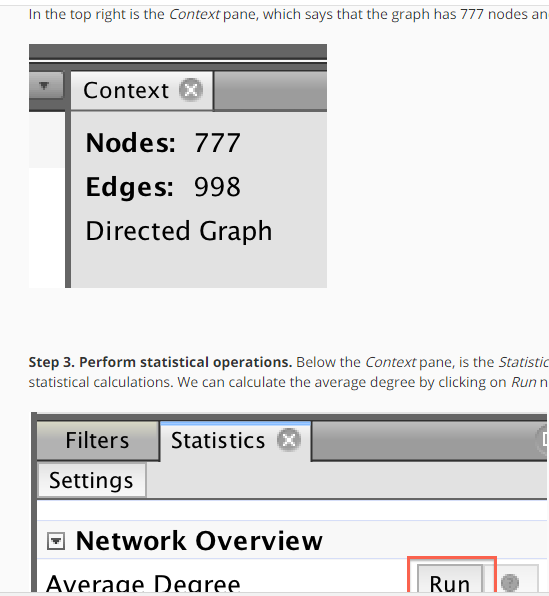 In the top right is the Context pane, which says that the graph has 777 nodes an
Context
Nodes: 777
Edges: 998
Directed Graph
Step 3. Perform statistical operations. Below the Context pane, is the Statistic
statistical calculations. We can calculate the average degree by clicking on Run n
Filters Statistics
Settings
Network Overview
Average Degree Run ?